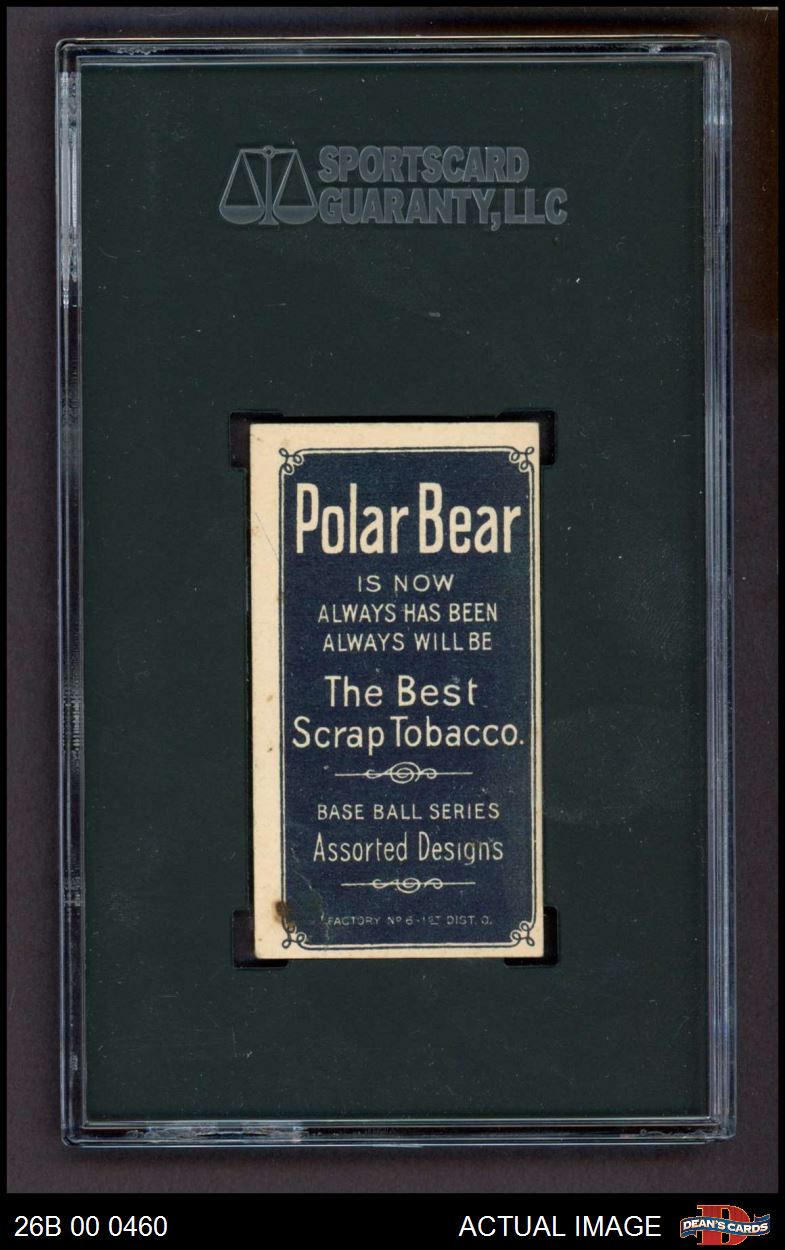 SPORTSCARD
GUARANTY, LLC
Polar Bear
IS NOW
ALWAYS HAS BEEN
ALWAYS WILL BE
The Best
Scrap Tobacco.
BASE BALL SERIES
Assorted Designs
FACTORY Nº 6 - 1ST DIST. O.
26B 00 0460
ACTUAL IMAGE
DEAN'S CARDS